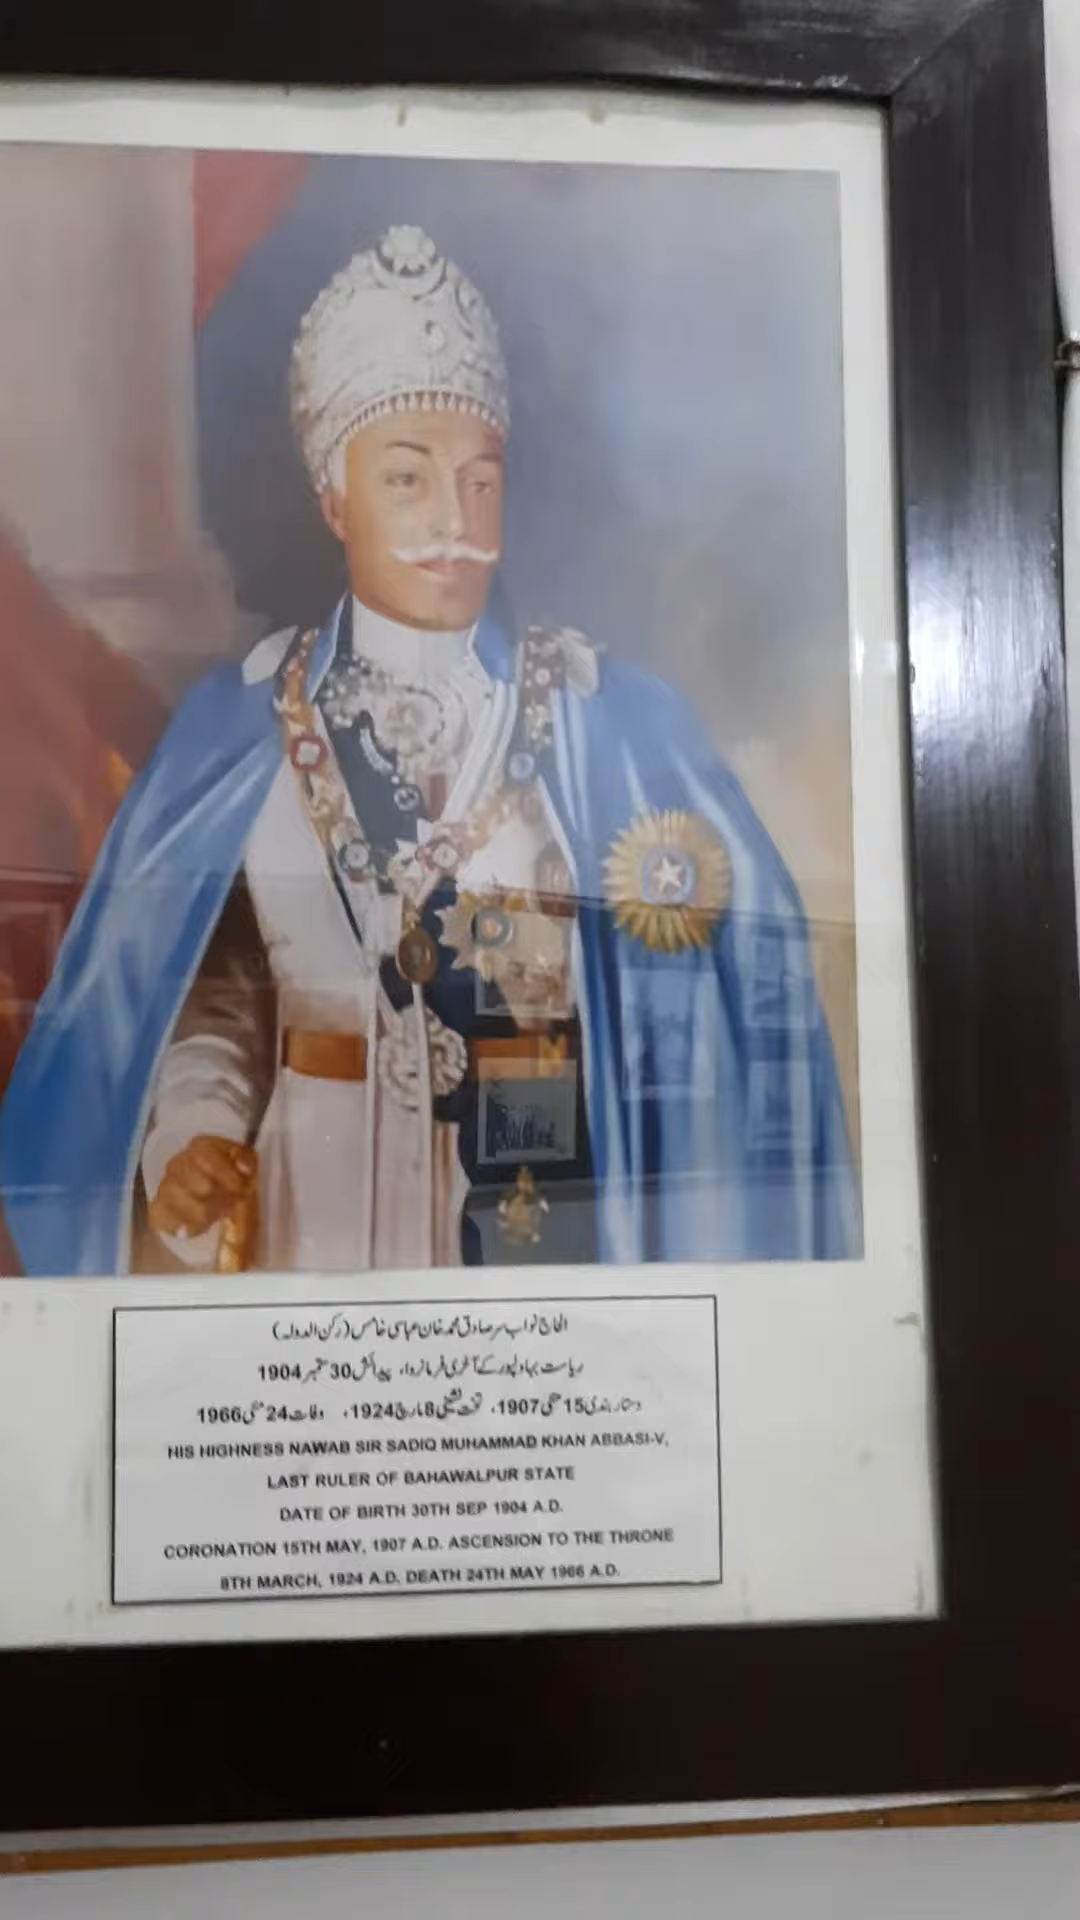 الحاج نواب سر صادق محمد خان عباسی خامس (رکن الدولہ)
ریاست بہاولپور کے آخری فرمانروا، پیدائش 30 ستمبر 1904
دستار بندی 15 مئی 1907، تخت نشینی 8 مارچ 1924، وفات 24 مئی 1966
HIS HIGHNESS NAWAB SIR SADIQ MUHAMMAD KHAN ABBASI-V,
LAST RULER OF BAHAWALPUR STATE
DATE OF BIRTH 30TH SEP 1904 A.D.
CORONATION 15TH MAY, 1907 A.D. ASCENSION TO THE THRONE
8TH MARCH, 1924 A.D. DEATH 24TH MAY 1966 A.D.